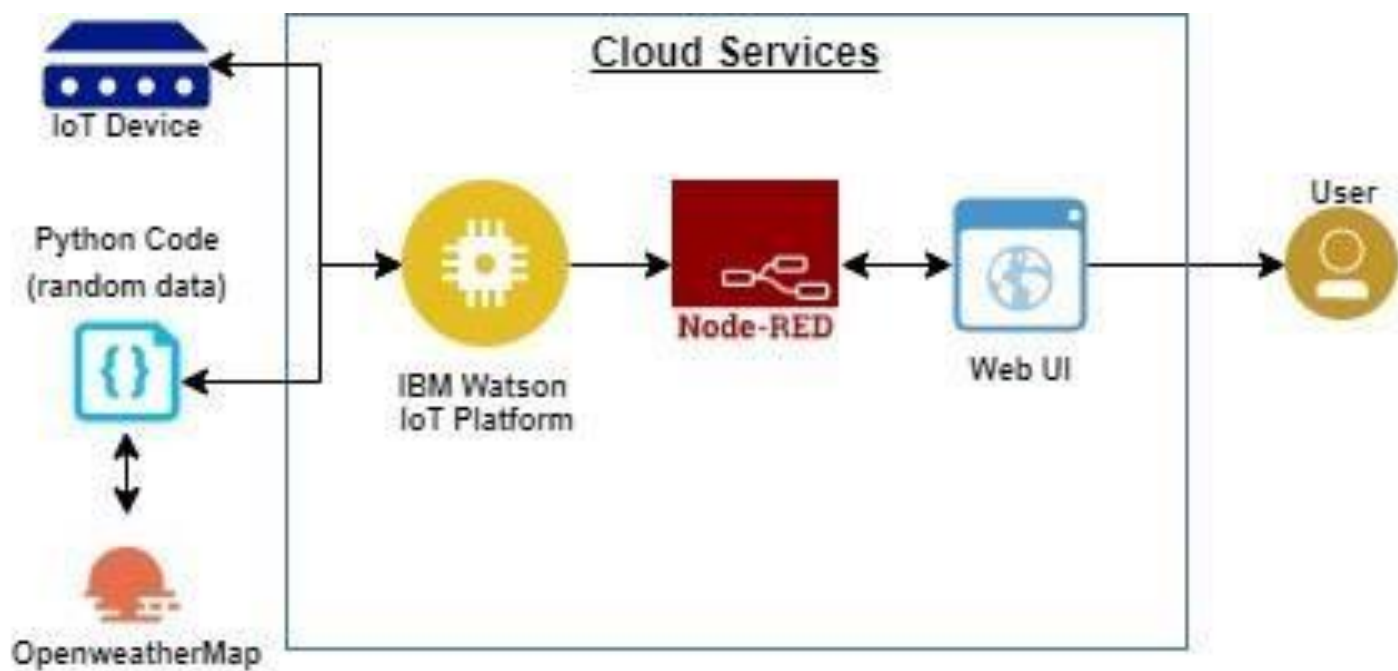 Cloud Services
IoT Device
Python Code
(random data)
IBM Watson
IoT Platform
Node-RED
Web UI
User
OpenweatherMap